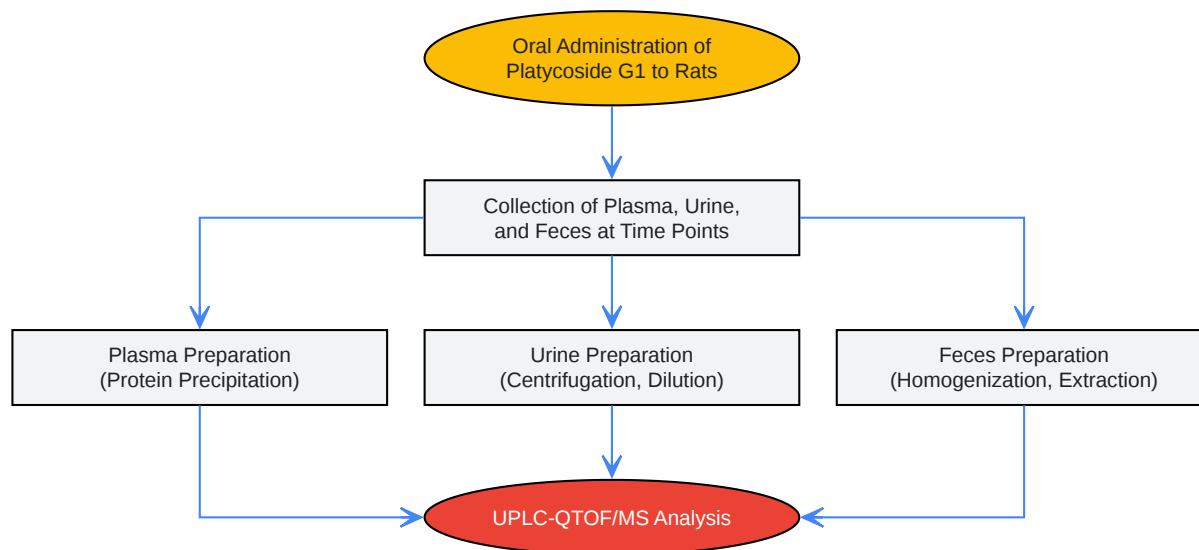 Oral Administration of
Platycoside G1 to Rats
Collection of Plasma, Urine,
and Feces at Time Points
Plasma Preparation
(Protein Precipitation)
Urine Preparation
(Centrifugation, Dilution)
Feces Preparation
(Homogenization, Extraction)
UPLC-QTOF/MS Analysis